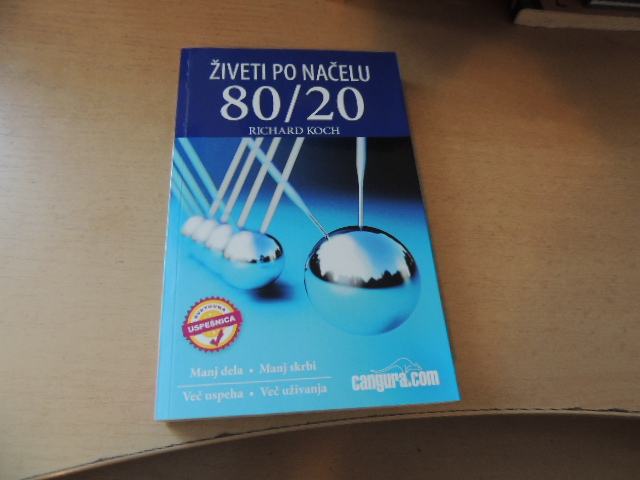 ŽIVETI PO NAČELU
80/20
RICHARD KOCH
USPEŠNICA
Manj dela • Manj skrbi
Več uspeha • Več uživanja
cangura.com